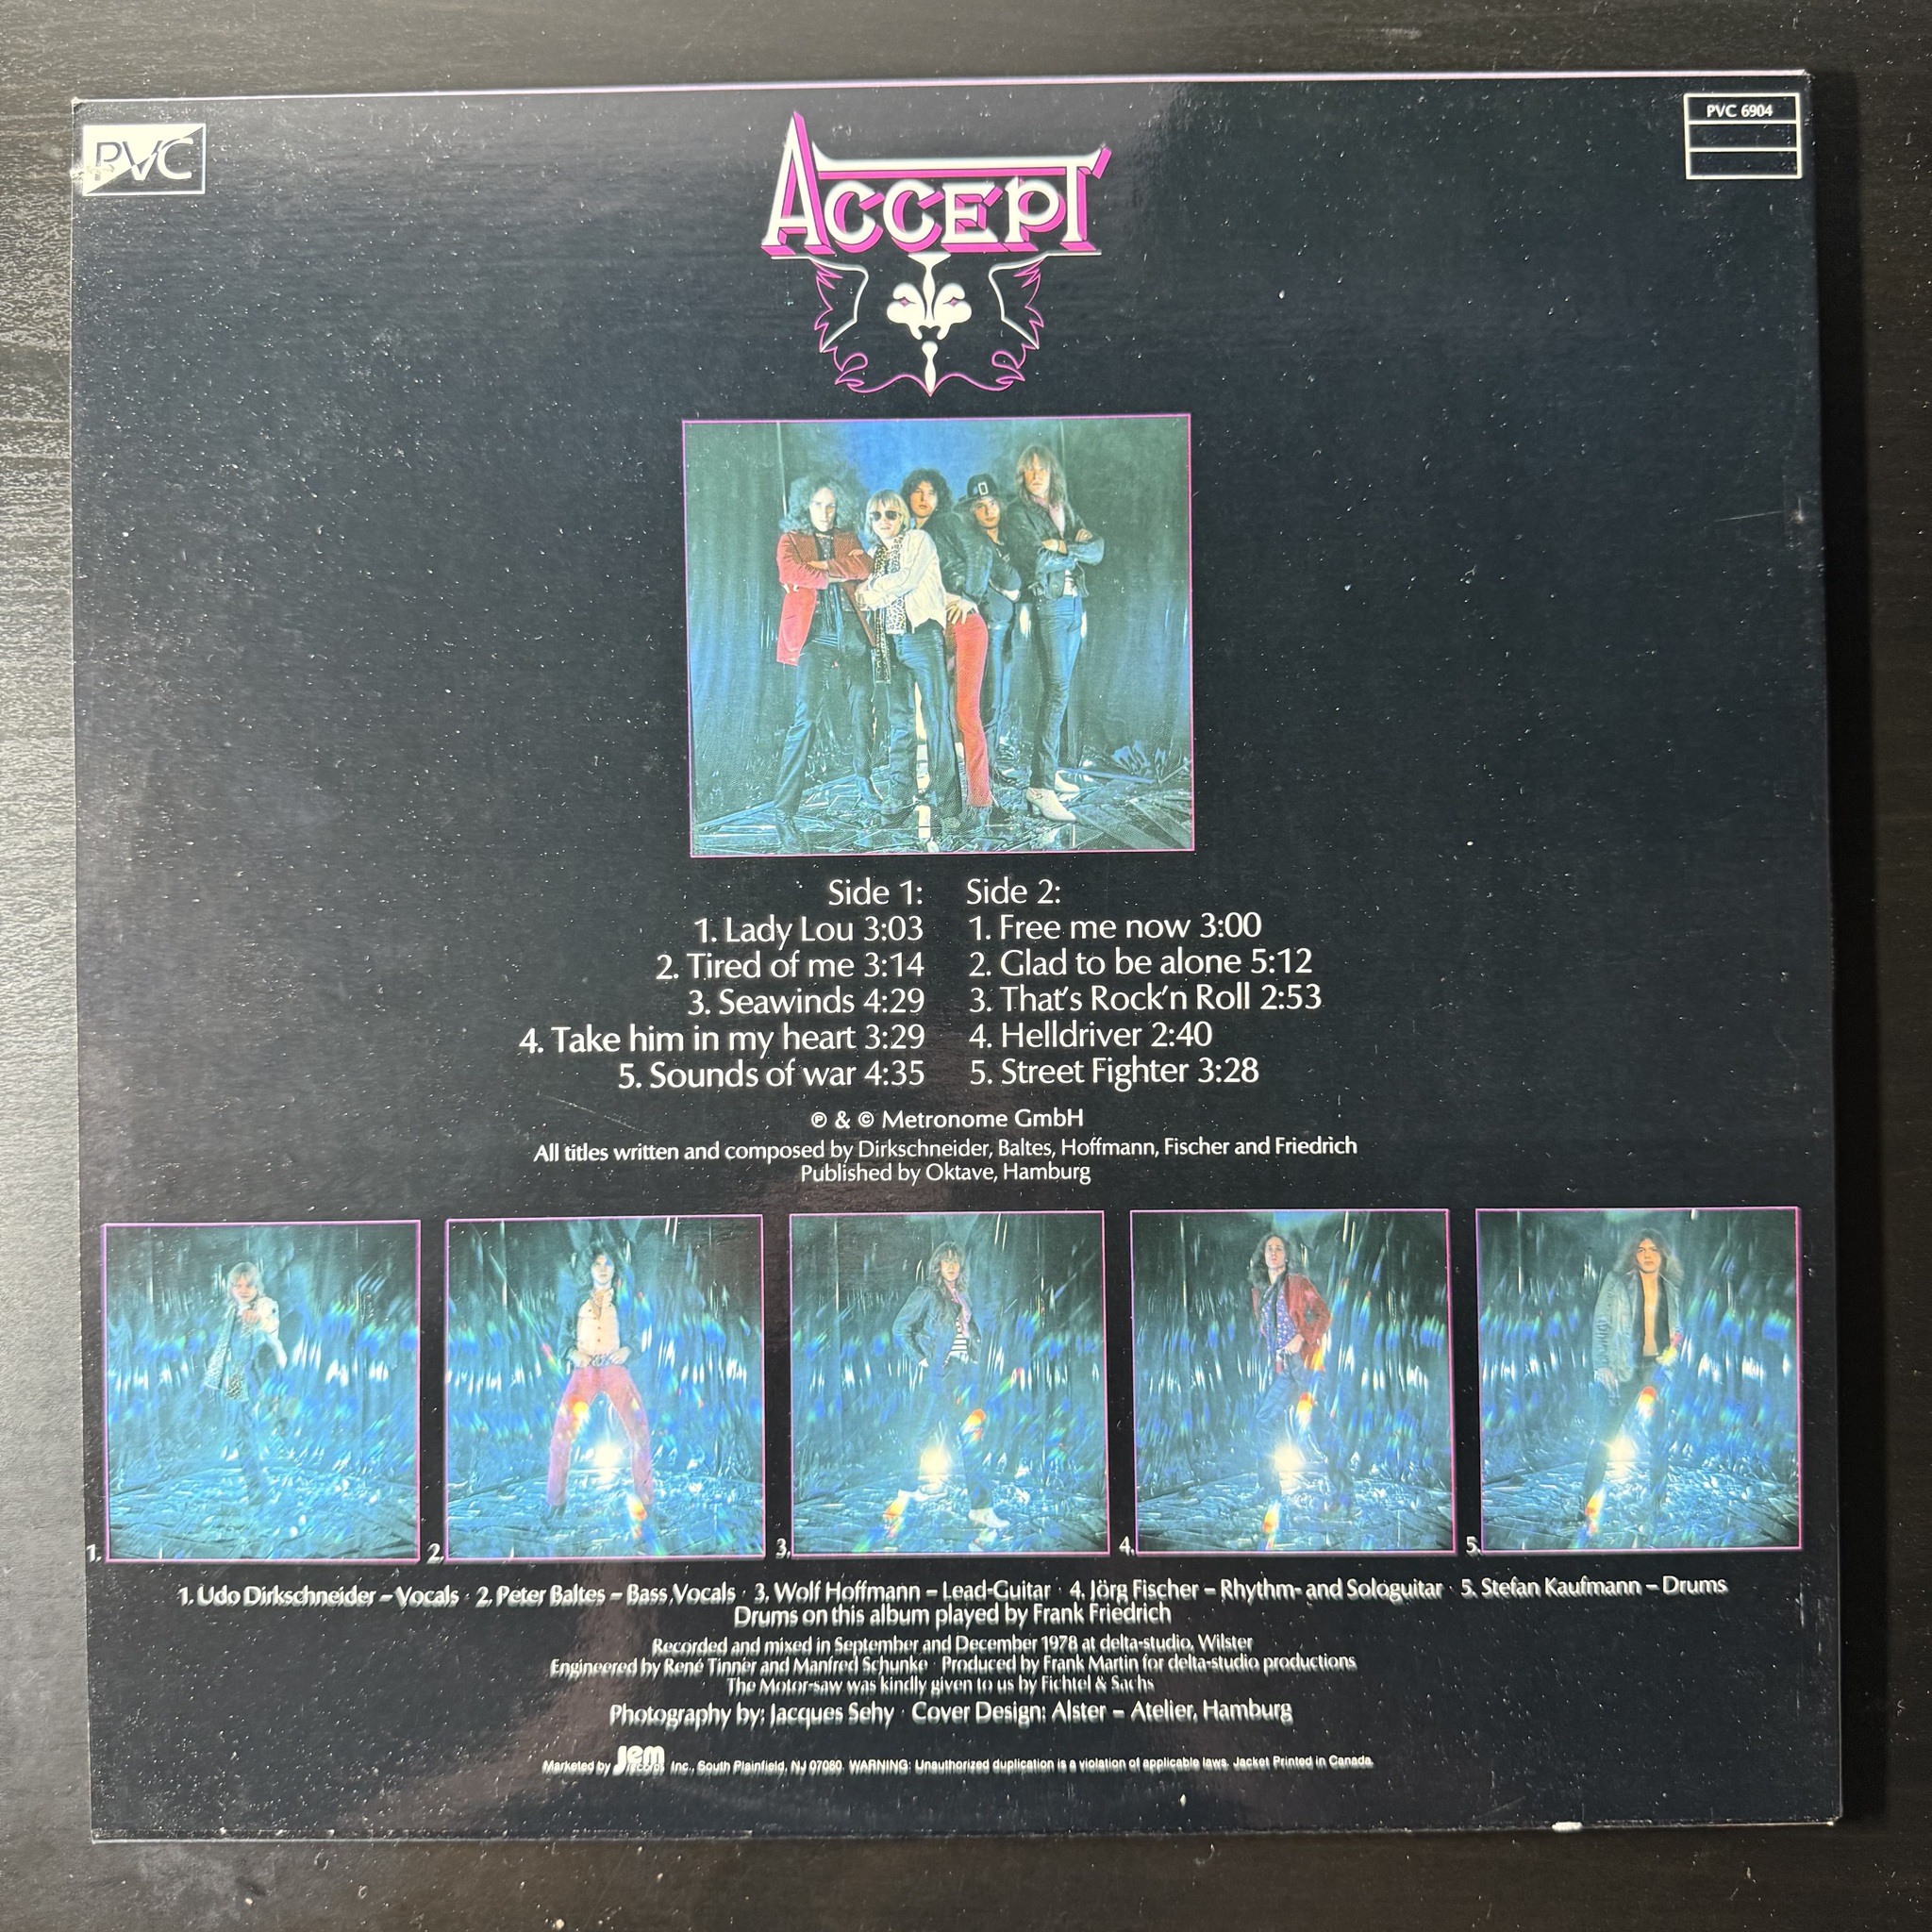 PVC
PVC 6904
ACCEPT
Side 1:
1. Lady Lou 3:03
2. Tired of me 3:14
3. Seawinds 4:29
4. Take him in my heart 3:29
5. Sounds of war 4:35
Side 2:
1. Free me now 3:00
2. Glad to be alone 5:12
3. That's Rock'n Roll 2:53
4. Helldriver 2:40
5. Street Fighter 3:28
℗ & © Metronome GmbH
All titles written and composed by Dirkschneider, Baltes, Hoffmann, Fischer and Friedrich
Published by Oktave, Hamburg
1.
2.
3.
4.
5.
1. Udo Dirkschneider – Vocals · 2. Peter Baltes – Bass, Vocals · 3. Wolf Hoffmann – Lead-Guitar · 4. Jörg Fischer – Rhythm- and Sologuitar · 5. Stefan Kaufmann – Drums
Drums on this album played by Frank Friedrich
Recorded and mixed in September and December 1978 at delta-studio, Wilster
Engineered by René Tinner and Manfred Schunke · Produced by Frank Martin for delta-studio productions
The Motor-saw was kindly given to us by Fichtel & Sachs
Photography by: Jacques Sehy · Cover Design: Alster – Atelier, Hamburg
Marketed by Jem records Inc., South Plainfield, NJ 07080. WARNING: Unauthorized duplication is a violation of applicable laws. Jacket Printed in Canada.